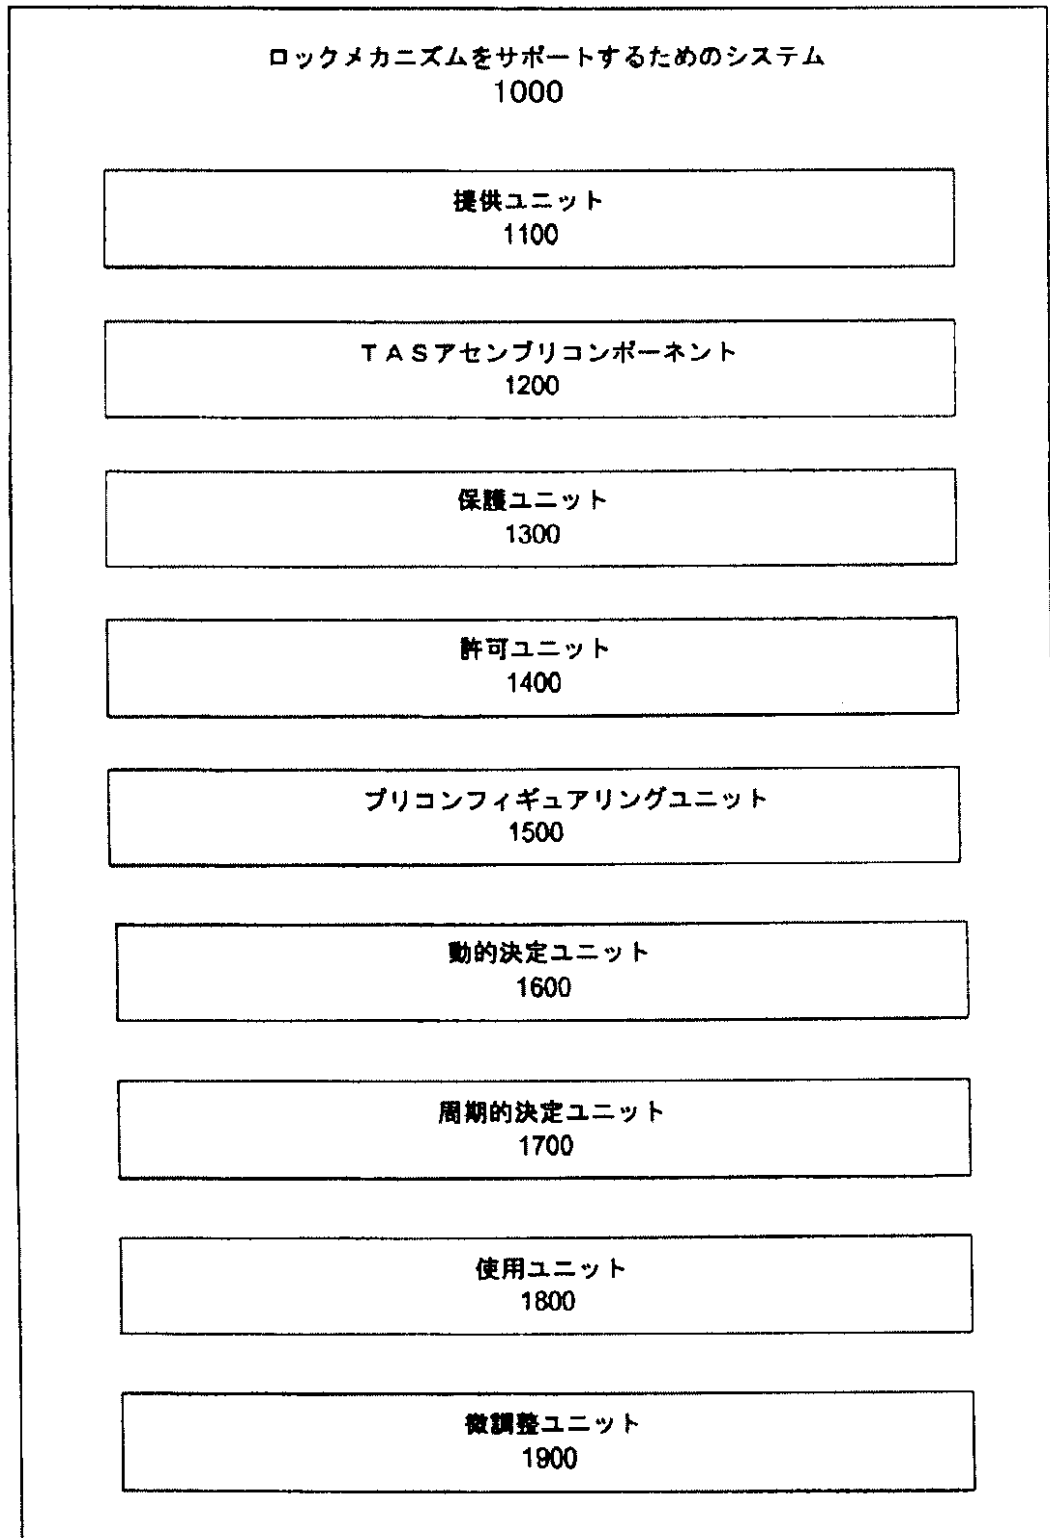 ロックメカニズムをサポートするためのシステム
1000
提供ユニット
1100
ＴＡＳアセンブリコンポーネント
1200
保護ユニット
1300
許可ユニット
1400
プリコンフィギュアリングユニット
1500
動的決定ユニット
1600
周期的決定ユニット
1700
使用ユニット
1800
微調整ユニット
1900